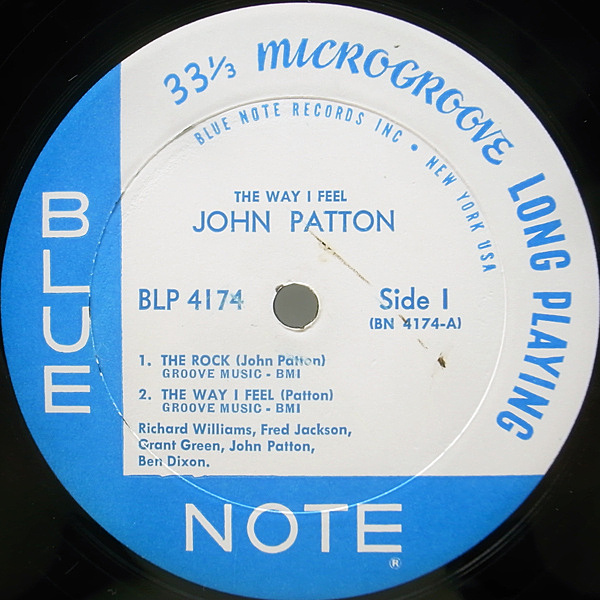 33⅓ MICROGROOVE LONG PLAYING
BLUE NOTE RECORDS INC • NEW YORK USA
THE WAY I FEEL
JOHN PATTON
BLP 4174
Side 1
(BN 4174-A)
1. THE ROCK (John Patton)
GROOVE MUSIC - BMI
2. THE WAY I FEEL (Patton)
GROOVE MUSIC - BMI
Richard Williams, Fred Jackson,
Grant Green, John Patton,
Ben Dixon.
BLUE
NOTE
®